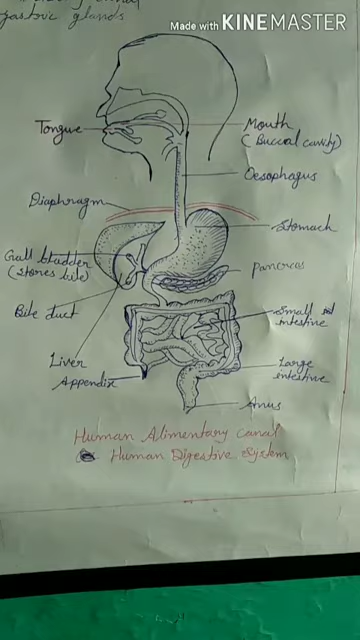 Made with KINEMASTER
gastric glands
Tongue
Mouth
(Buccal cavity)
Oesophagus
Diaphragm
Stomach
Gall bladder
(stores bile)
Pancreas
Bile duct
Small
intestine
Liver
Large
intestine
Appendix
Anus
Human Alimentary canal
Human Digestive System